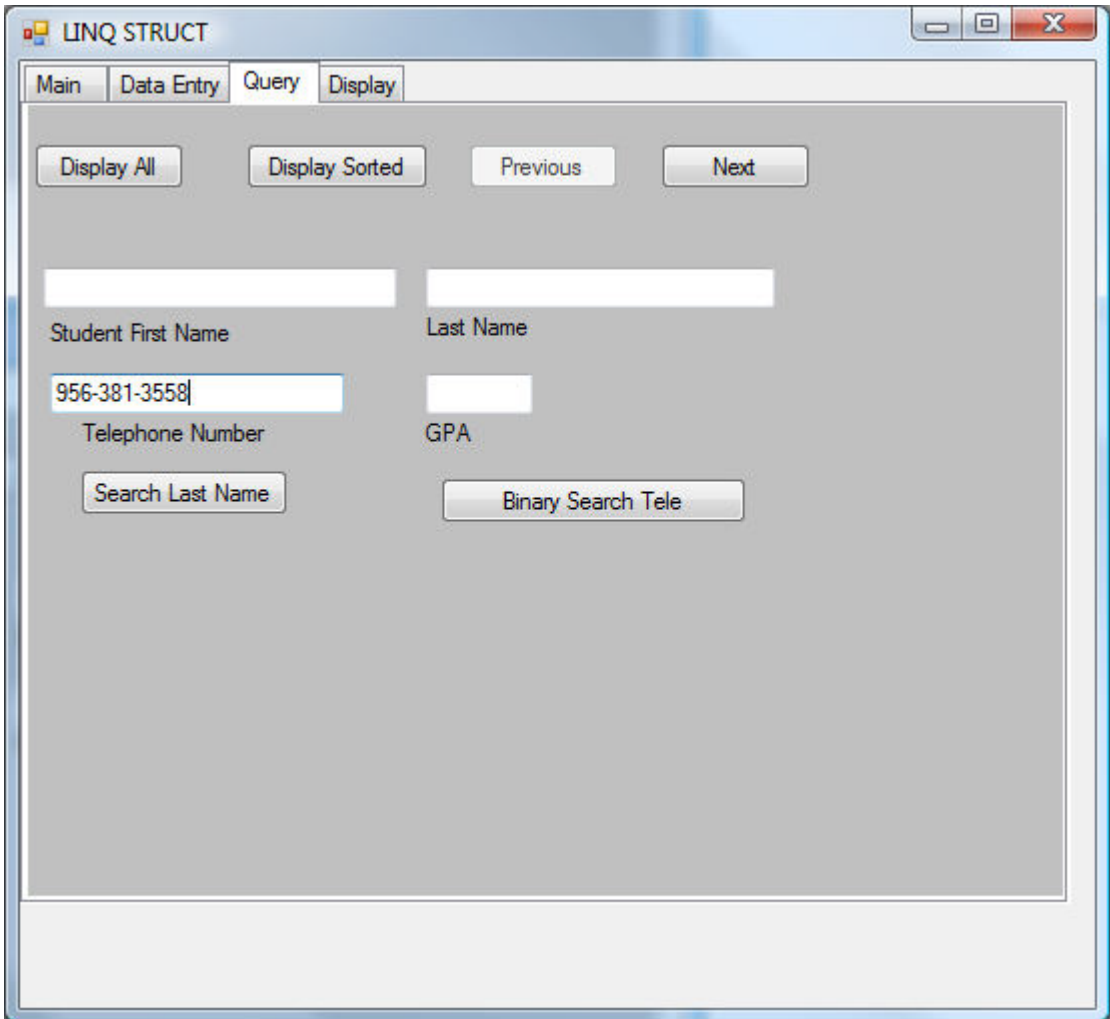 LINQ STRUCT
Main Data Entry Query Display
Display All Display Sorted Previous Next
Student First Name Last Name
956-381-3558
Telephone Number GPA
Search Last Name Binary Search Tele